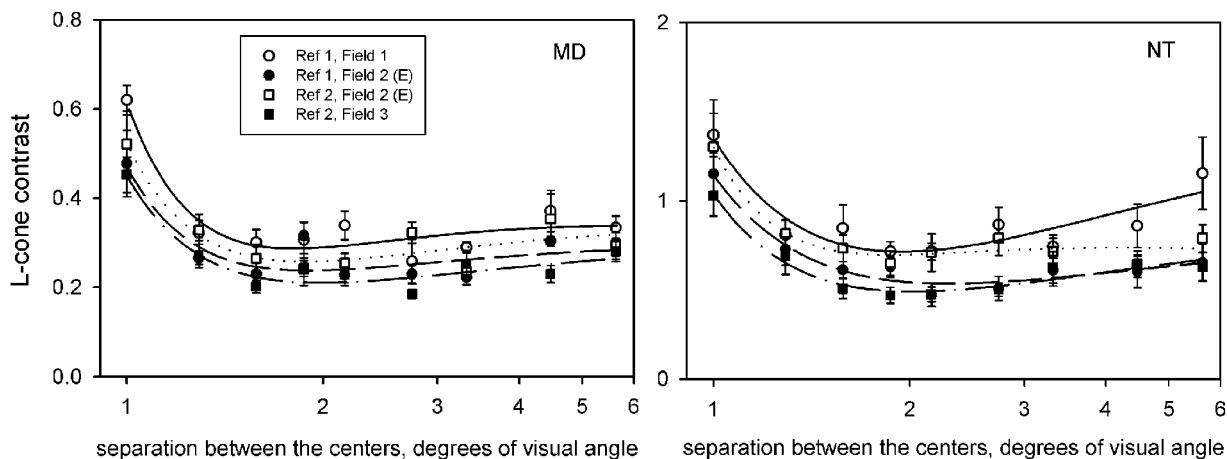 0.8
0.6
0.4
0.2
0.0
L-cone contrast
Ref 1, Field 1
Ref 1, Field 2 (E)
Ref 2, Field 2 (E)
Ref 2, Field 3
MD
1 2 3 4 5 6
separation between the centers, degrees of visual angle
2
1
0
NT
1 2 3 4 5 6
separation between the centers, degrees of visual angle